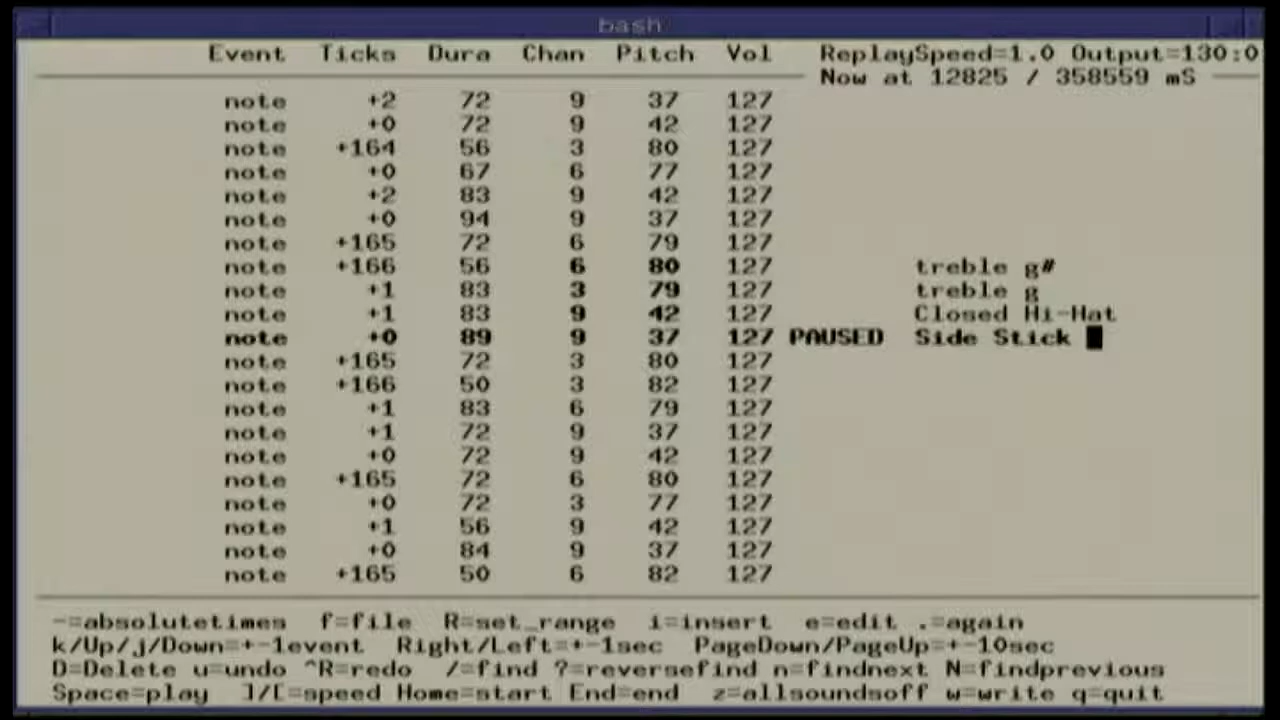 bash
Event Ticks Dura Chan Pitch Vol ReplaySpeed=1.0 Output=130:0
Now at 12825 / 358559 mS
note +2 72 9 37 127
note +0 72 9 42 127
note +164 56 3 80 127
note +0 67 6 77 127
note +2 83 9 42 127
note +0 94 9 37 127
note +165 72 6 79 127
note +166 56 6 80 127 treble g#
note +1 83 3 79 127 treble g
note +1 83 9 42 127 Closed Hi-Hat
note +0 89 9 37 127 PAUSED Side Stick
note +165 72 3 80 127
note +166 50 3 82 127
note +1 83 6 79 127
note +1 72 9 37 127
note +0 72 9 42 127
note +165 72 6 80 127
note +0 72 3 77 127
note +1 56 9 42 127
note +0 84 9 37 127
note +165 50 6 82 127
-=absolutetimes f=file R=set_range i=insert e=edit .=again
k/Up/j/Down=+-1event Right/Left=+-1sec PageDown/PageUp=+-10sec
D=Delete u=undo ^R=redo /=find ?=reversefind n=findnext N=findprevious
Space=play ]/[=speed Home=start End=end z=allsoundsoff w=write q=quit